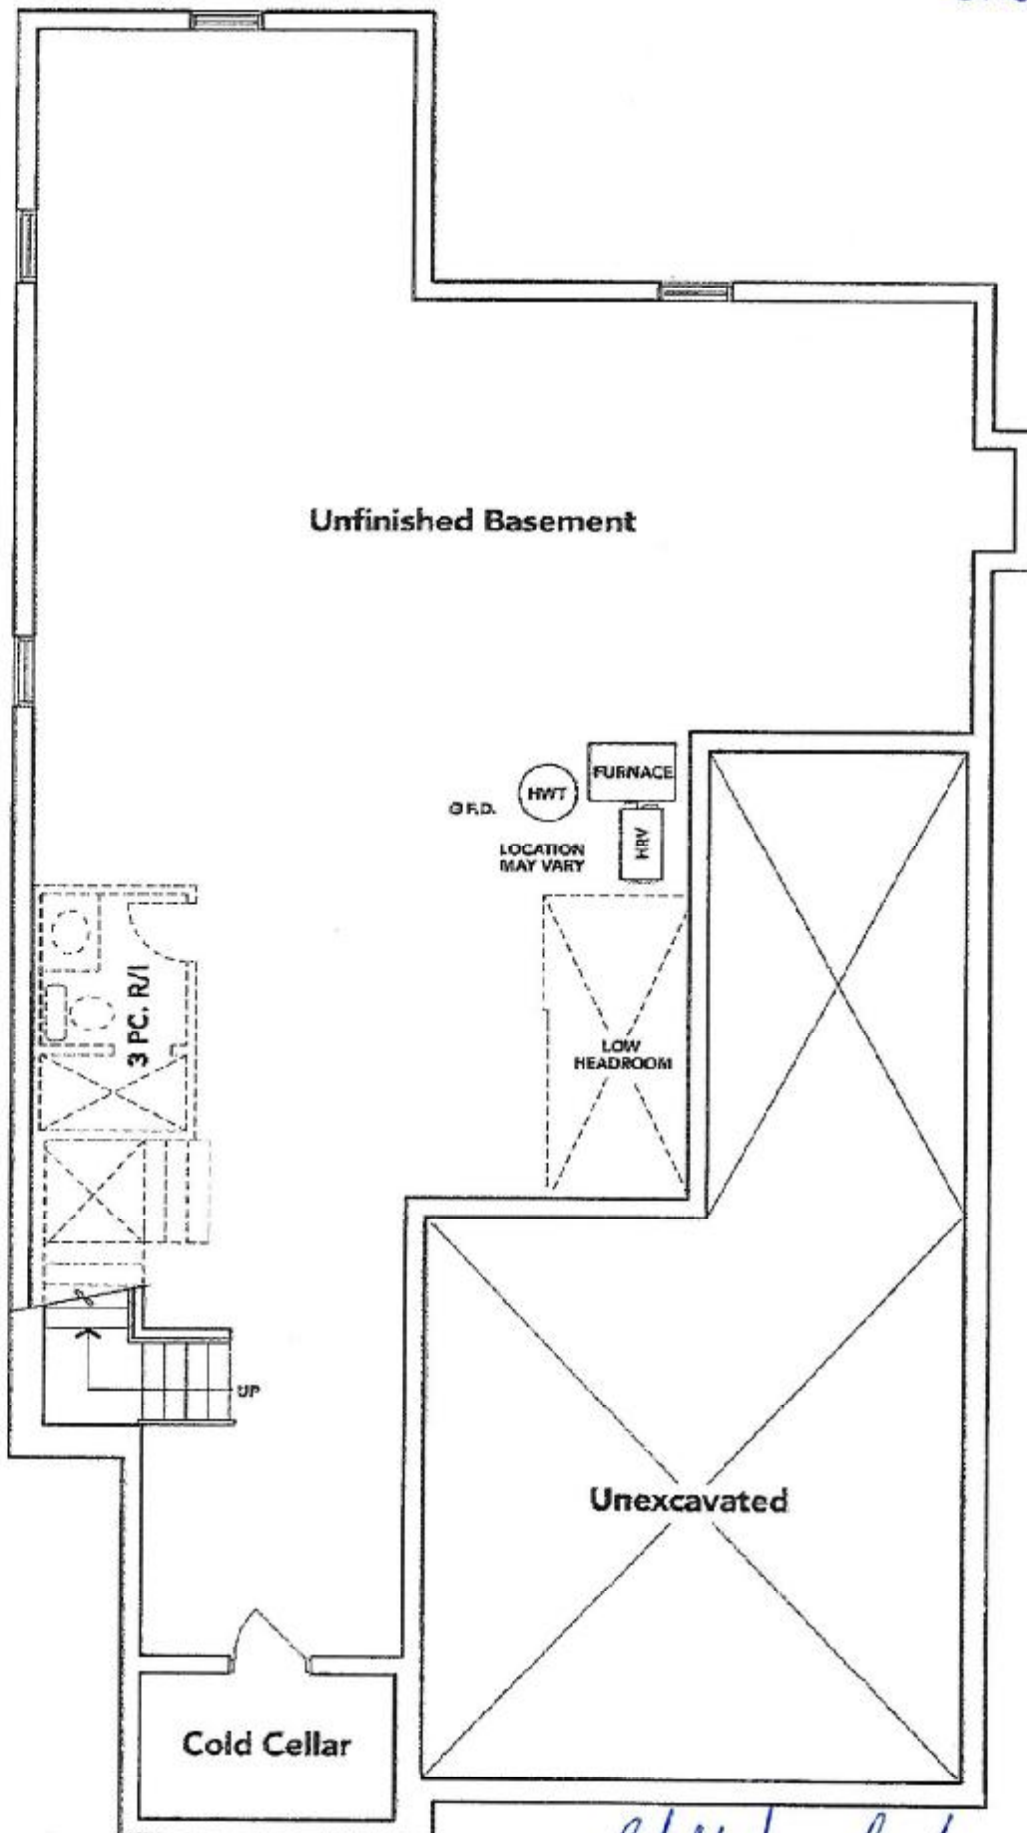 Unfinished Basement
FURNACE
HWT
F.D.
HRV
LOCATION
MAY VARY
3 PC. R/I
LOW
HEADROOM
UP
Unexcavated
Cold Cellar